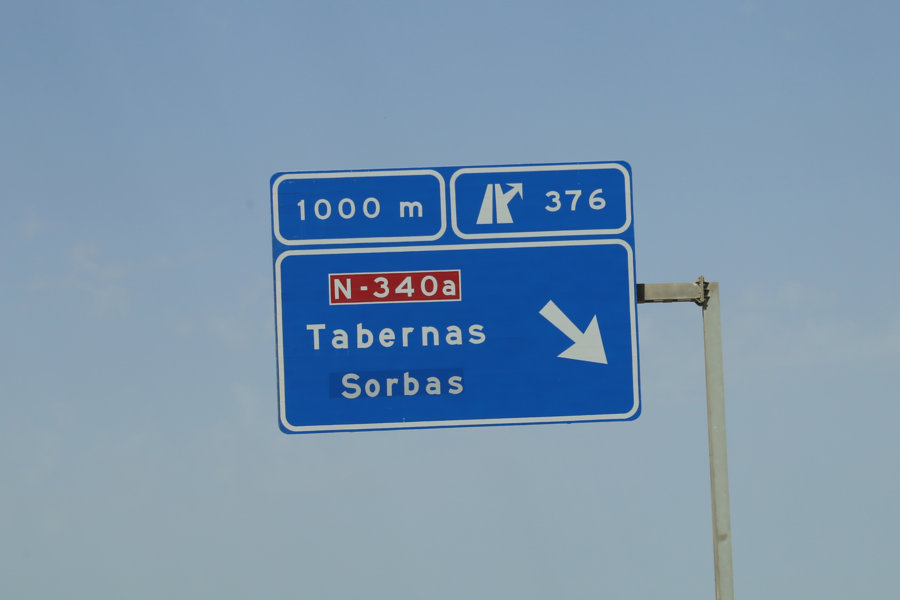 1000 m
376
N-340a
Tabernas
Sorbas